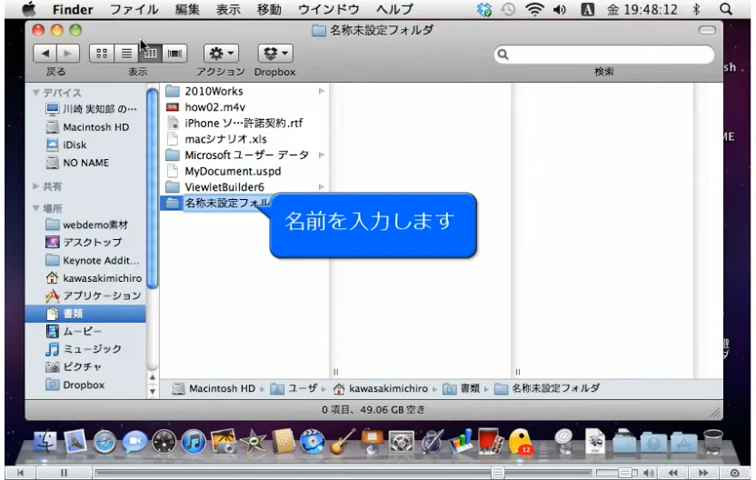 Finder ファイル 編集 表示 移動 ウインドウ ヘルプ A 金 19:48:12
名称未設定フォルダ
戻る 表示 アクション Dropbox 検索
デバイス
川崎 実知郎 の…
Macintosh HD
iDisk
NO NAME
共有
場所
webdemo素材
デスクトップ
Keynote Addit…
kawasakimichiro
アプリケーション
書類
ムービー
ミュージック
ピクチャ
Dropbox
2010Works
how02.m4v
iPhone ソ…許諾契約.rtf
macシナリオ.xls
Microsoft ユーザー データ
MyDocument.uspd
ViewletBuilder6
名称未設定フォル
名前を入力します
Macintosh HD ユーザ kawasakimichiro 書類 名称未設定フォルダ
0 項目、49.06 GB 空き
12